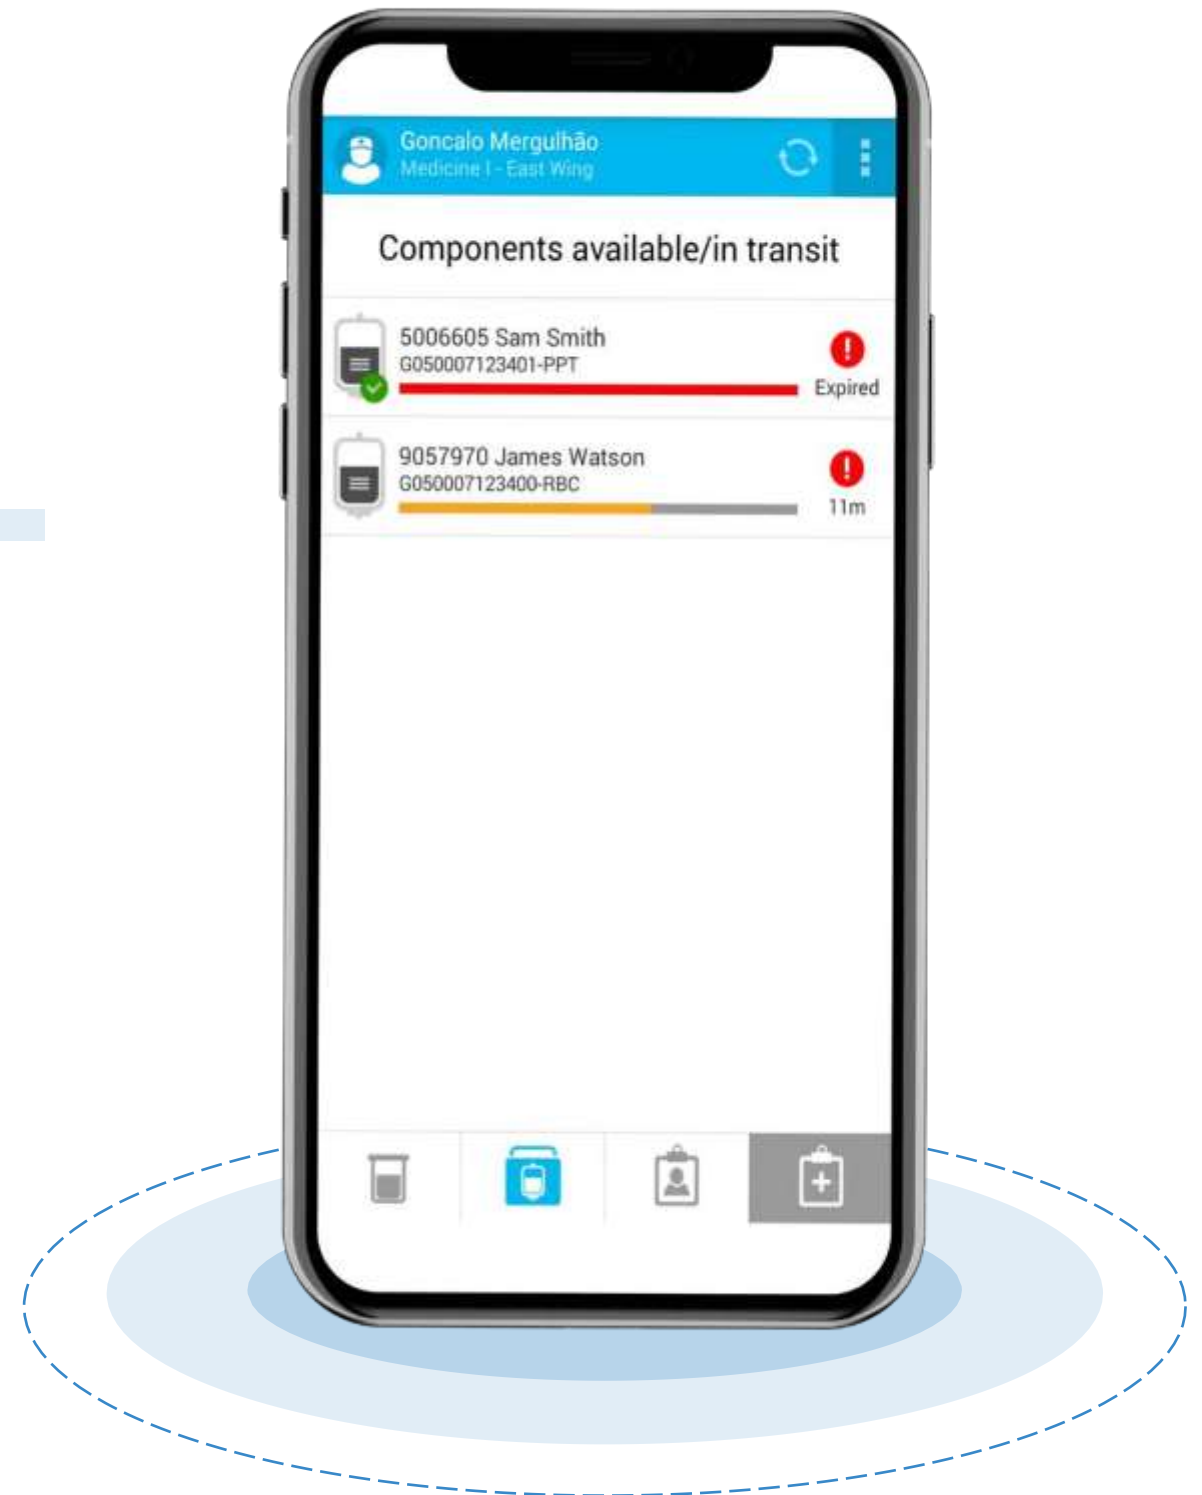 Goncalo Mergulhão
Medicine I - East Wing
Components available/in transit
5006605 Sam Smith
G050007123401-PPT
Expired
9057970 James Watson
G050007123400-RBC
11m